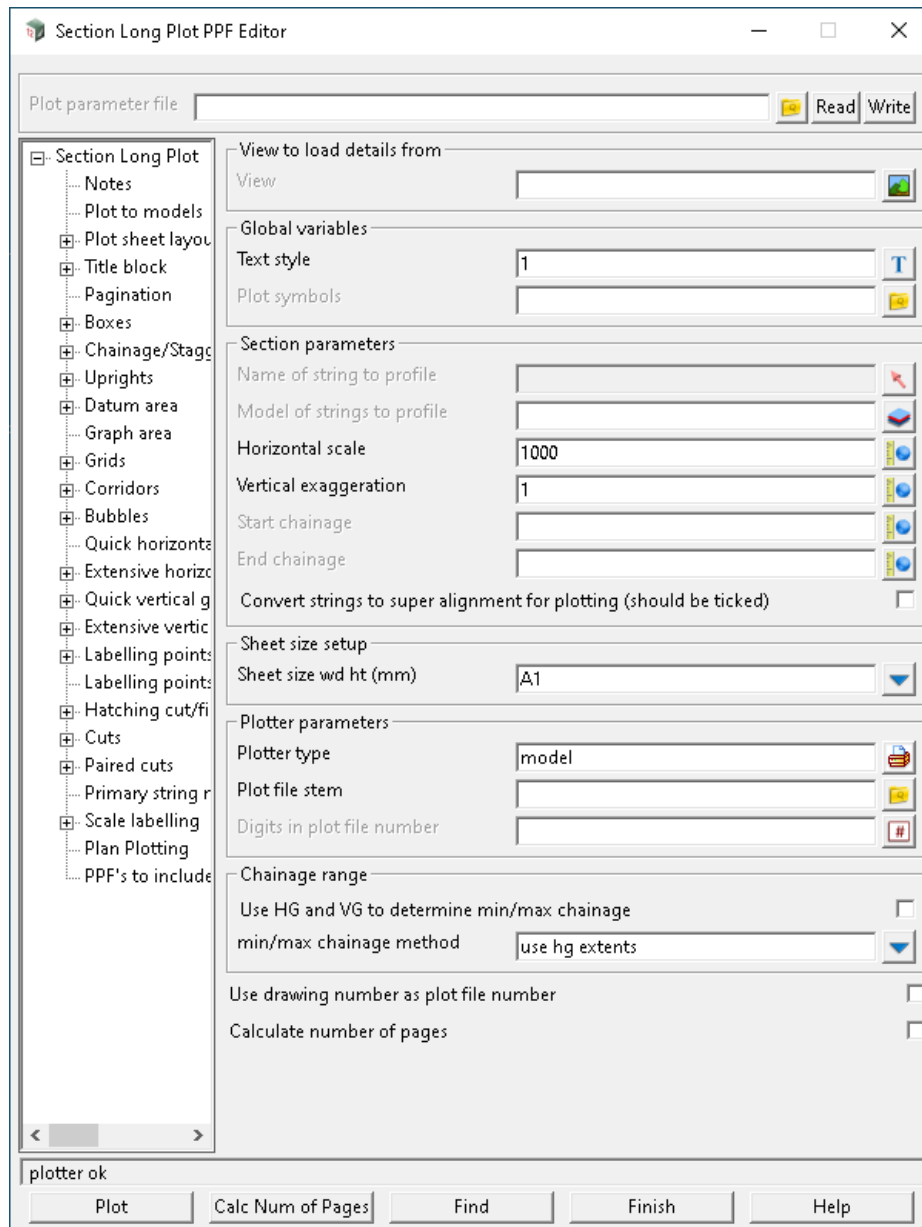 Section Long Plot PPF Editor
Plot parameter file
Read
Write
Section Long Plot
Notes
Plot to models
Plot sheet layou
Title block
Pagination
Boxes
Chainage/Stagg
Uprights
Datum area
Graph area
Grids
Corridors
Bubbles
Quick horizonta
Extensive horizo
Quick vertical g
Extensive vertic
Labelling points
Labelling points
Hatching cut/fi
Cuts
Paired cuts
Primary string r
Scale labelling
Plan Plotting
PPF's to include
View to load details from
View
Global variables
Text style 1
Plot symbols
Section parameters
Name of string to profile
Model of strings to profile
Horizontal scale 1000
Vertical exaggeration 1
Start chainage
End chainage
Convert strings to super alignment for plotting (should be ticked)
Sheet size setup
Sheet size wd ht (mm) A1
Plotter parameters
Plotter type model
Plot file stem
Digits in plot file number
Chainage range
Use HG and VG to determine min/max chainage
min/max chainage method use hg extents
Use drawing number as plot file number
Calculate number of pages
plotter ok
Plot Calc Num of Pages Find Finish Help